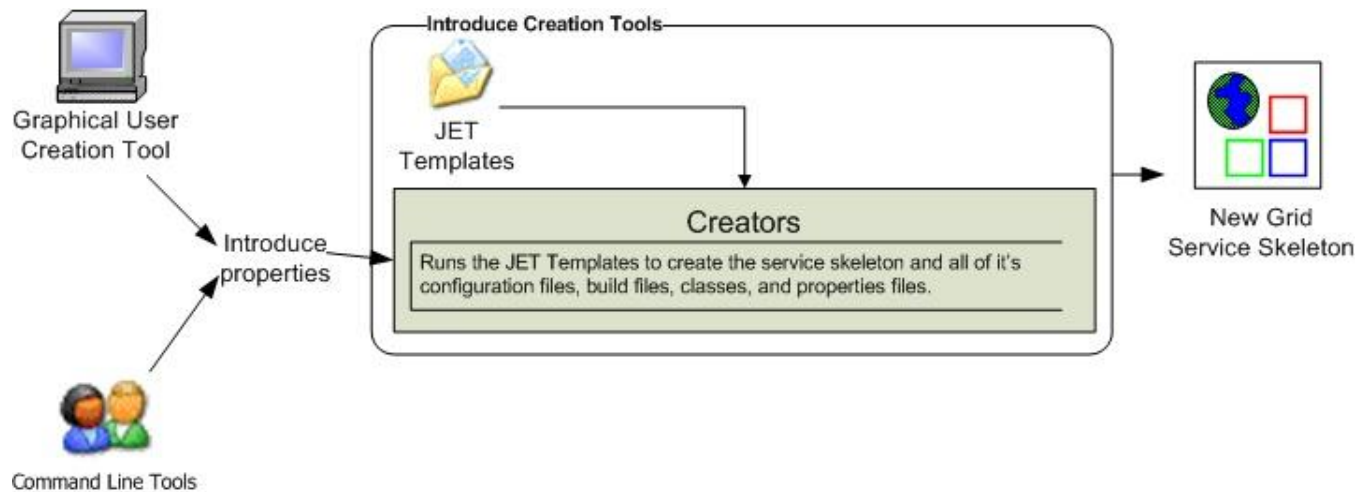 Introduce Creation Tools
Graphical User
Creation Tool
JET
Templates
Introduce
properties
Creators
Runs the JET Templates to create the service skeleton and all of it's
configuration files, build files, classes, and properties files.
New Grid
Service Skeleton
Command Line Tools